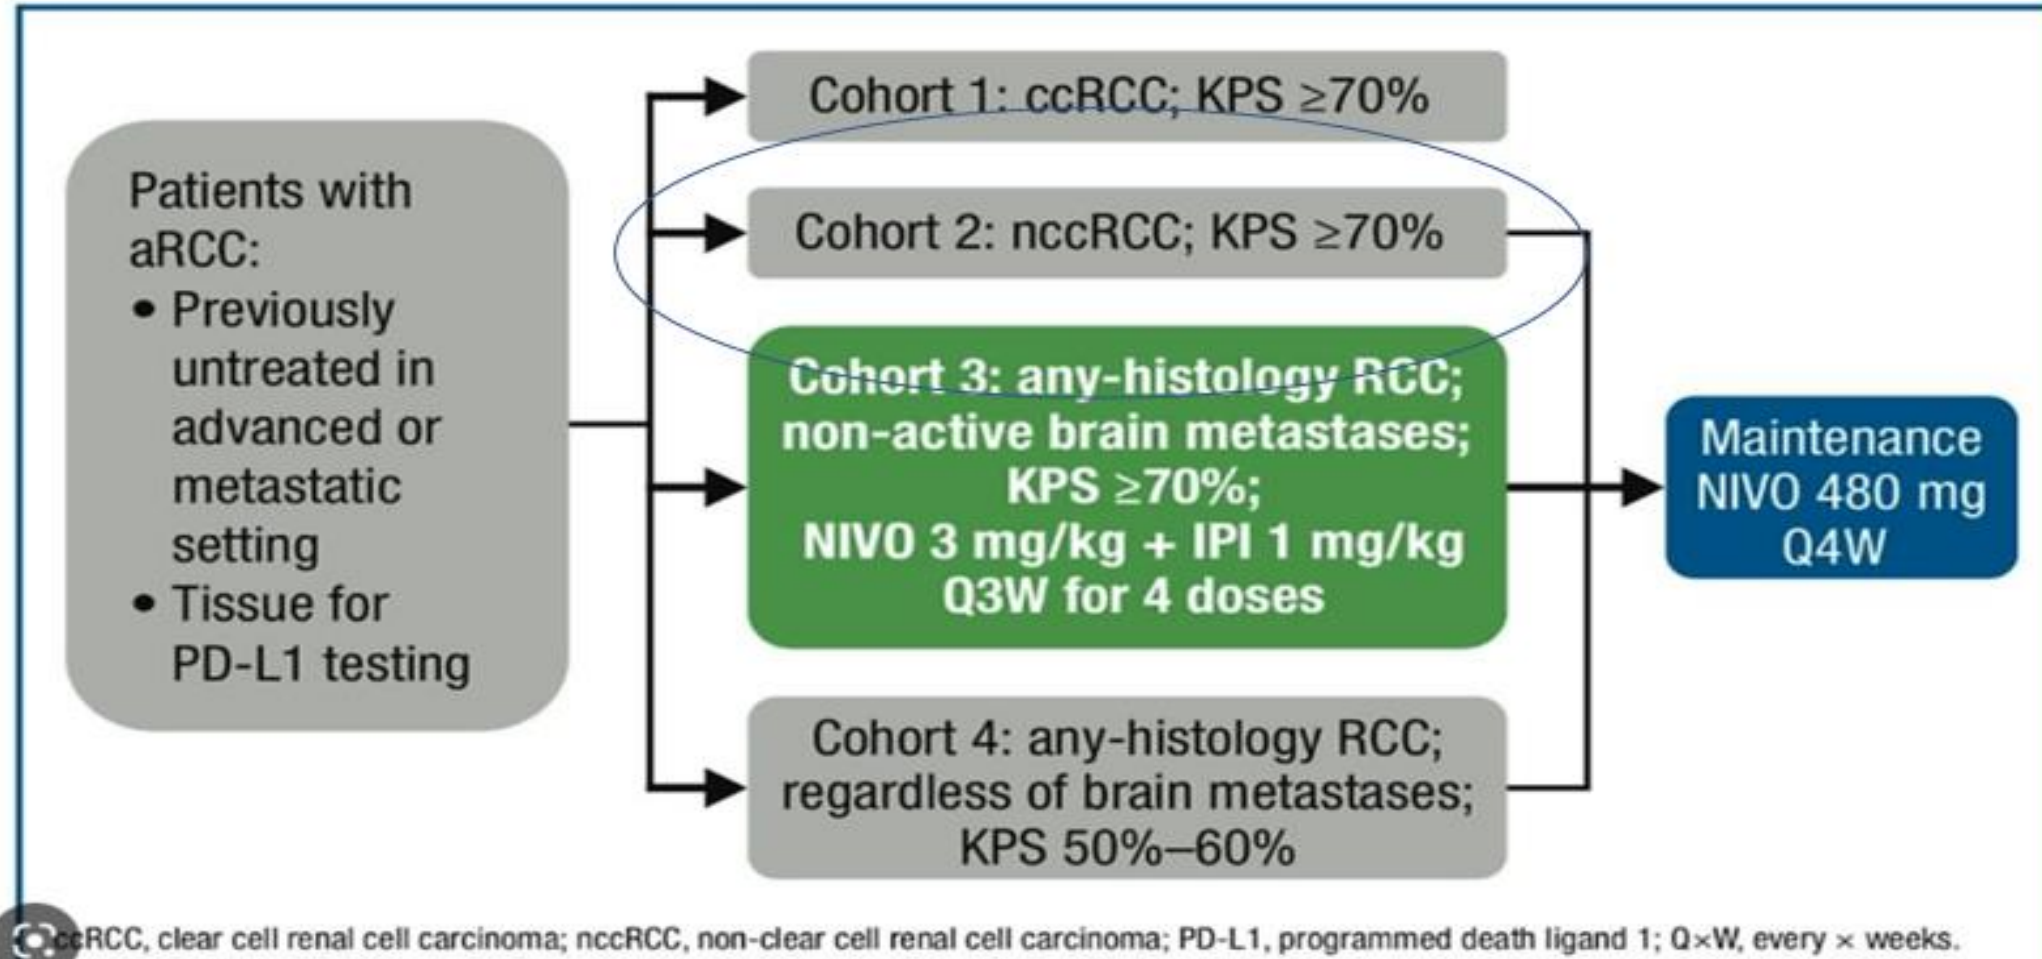 Patients with
aRCC:
• Previously
untreated in
advanced or
metastatic
setting
• Tissue for
PD-L1 testing
Cohort 1: ccRCC; KPS ≥70%
Cohort 2: nccRCC; KPS ≥70%
Cohort 3: any-histology RCC;
non-active brain metastases;
KPS ≥70%;
NIVO 3 mg/kg + IPI 1 mg/kg
Q3W for 4 doses
Cohort 4: any-histology RCC;
regardless of brain metastases;
KPS 50%–60%
Maintenance
NIVO 480 mg
Q4W
ccRCC, clear cell renal cell carcinoma; nccRCC, non-clear cell renal cell carcinoma; PD-L1, programmed death ligand 1; Q×W, every × weeks.